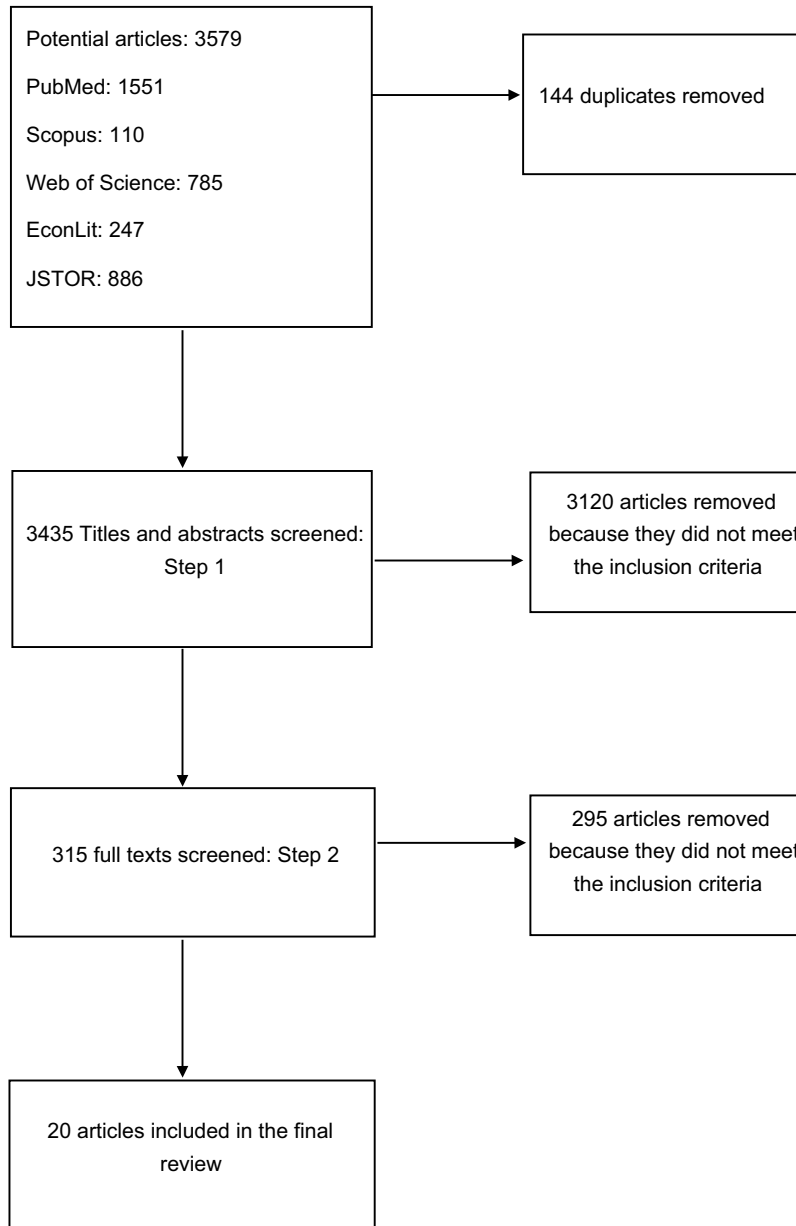 Potential articles: 3579
PubMed: 1551
Scopus: 110
Web of Science: 785
EconLit: 247
JSTOR: 886
144 duplicates removed
3435 Titles and abstracts screened:
Step 1
3120 articles removed
because they did not meet
the inclusion criteria
315 full texts screened: Step 2
295 articles removed
because they did not meet
the inclusion criteria
20 articles included in the final
review